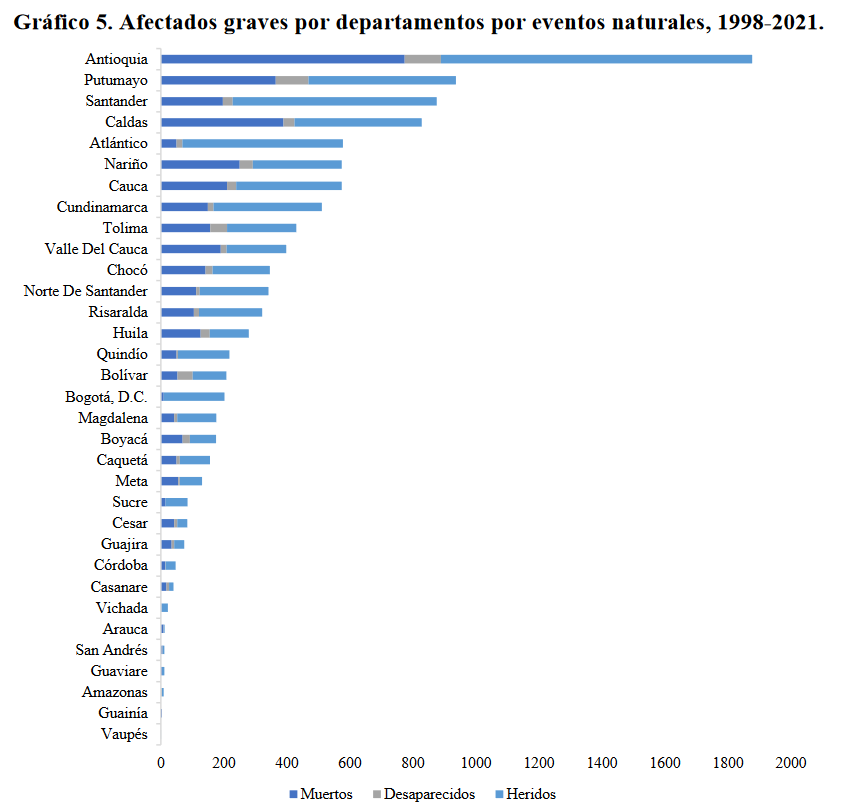 Gráfico 5. Afectados graves por departamentos por eventos naturales, 1998-2021.
Antioquia
Putumayo
Santander
Caldas
Atlántico
Nariño
Cauca
Cundinamarca
Tolima
Valle Del Cauca
Chocó
Norte De Santander
Risaralda
Huila
Quindío
Bolívar
Bogotá, D.C.
Magdalena
Boyacá
Caquetá
Meta
Sucre
Cesar
Guajira
Córdoba
Casanare
Vichada
Arauca
San Andrés
Guaviare
Amazonas
Guainía
Vaupés
0 200 400 600 800 1000 1200 1400 1600 1800 2000
Muertos Desaparecidos Heridos